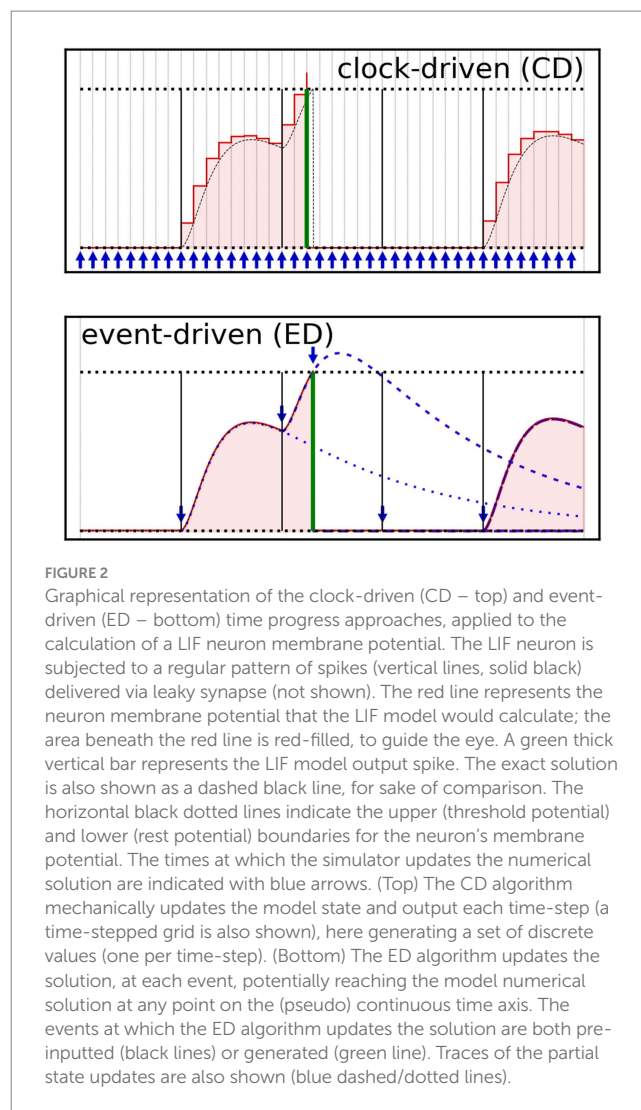 clock-driven (CD)
event-driven (ED)
FIGURE 2
Graphical representation of the clock-driven (CD – top) and event-
driven (ED – bottom) time progress approaches, applied to the
calculation of a LIF neuron membrane potential. The LIF neuron is
subjected to a regular pattern of spikes (vertical lines, solid black)
delivered via leaky synapse (not shown). The red line represents the
neuron membrane potential that the LIF model would calculate; the
area beneath the red line is red-filled, to guide the eye. A green thick
vertical bar represents the LIF model output spike. The exact solution
is also shown as a dashed black line, for sake of comparison. The
horizontal black dotted lines indicate the upper (threshold potential)
and lower (rest potential) boundaries for the neuron’s membrane
potential. The times at which the simulator updates the numerical
solution are indicated with blue arrows. (Top) The CD algorithm
mechanically updates the model state and output each time-step (a
time-stepped grid is also shown), here generating a set of discrete
values (one per time-step). (Bottom) The ED algorithm updates the
solution, at each event, potentially reaching the model numerical
solution at any point on the (pseudo) continuous time axis. The
events at which the ED algorithm updates the solution are both pre-
inputted (black lines) or generated (green line). Traces of the partial
state updates are also shown (blue dashed/dotted lines).